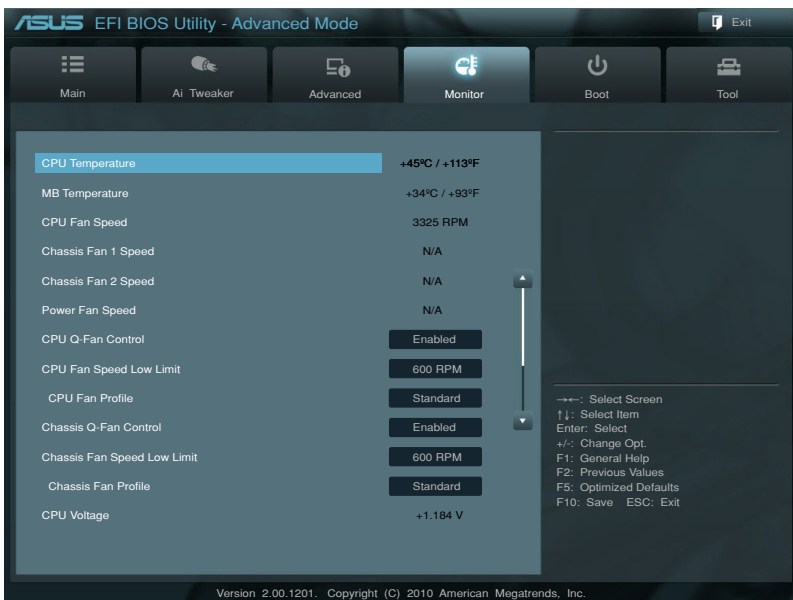 ASUS EFI BIOS Utility - Advanced Mode
Exit
Main
Ai Tweaker
Advanced
Monitor
Boot
Tool
CPU Temperature +45ºC / +113ºF
MB Temperature +34ºC / +93ºF
CPU Fan Speed 3325 RPM
Chassis Fan 1 Speed N/A
Chassis Fan 2 Speed N/A
Power Fan Speed N/A
CPU Q-Fan Control Enabled
CPU Fan Speed Low Limit 600 RPM
CPU Fan Profile Standard
Chassis Q-Fan Control Enabled
Chassis Fan Speed Low Limit 600 RPM
Chassis Fan Profile Standard
CPU Voltage +1.184 V
→←: Select Screen
↑↓: Select Item
Enter: Select
+/-: Change Opt.
F1: General Help
F2: Previous Values
F5: Optimized Defaults
F10: Save ESC: Exit
Version 2.00.1201. Copyright (C) 2010 American Megatrends, Inc.